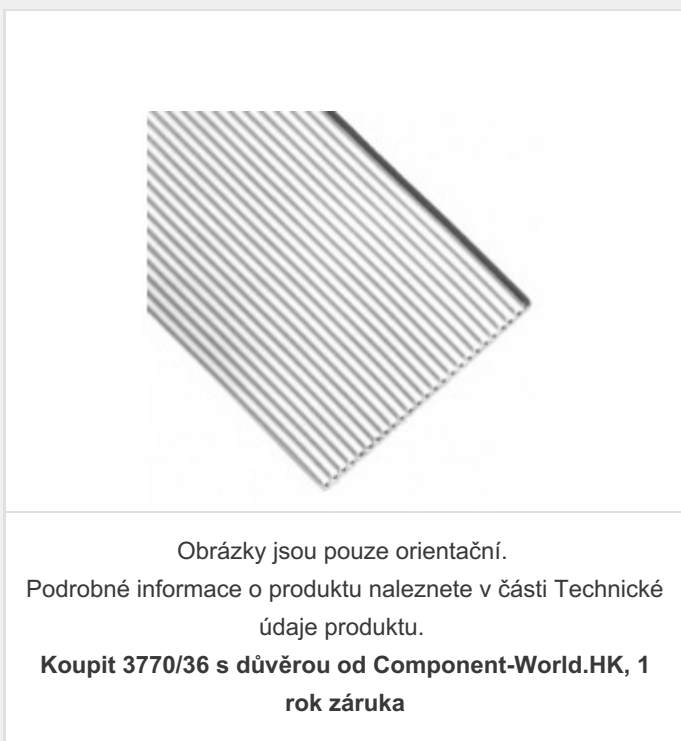 Obrázky jsou pouze orientační.
Podrobné informace o produktu naleznete v části Technické
údaje produktu.
Koupit 3770/36 s důvěrou od Component-World.HK, 1
rok záruka